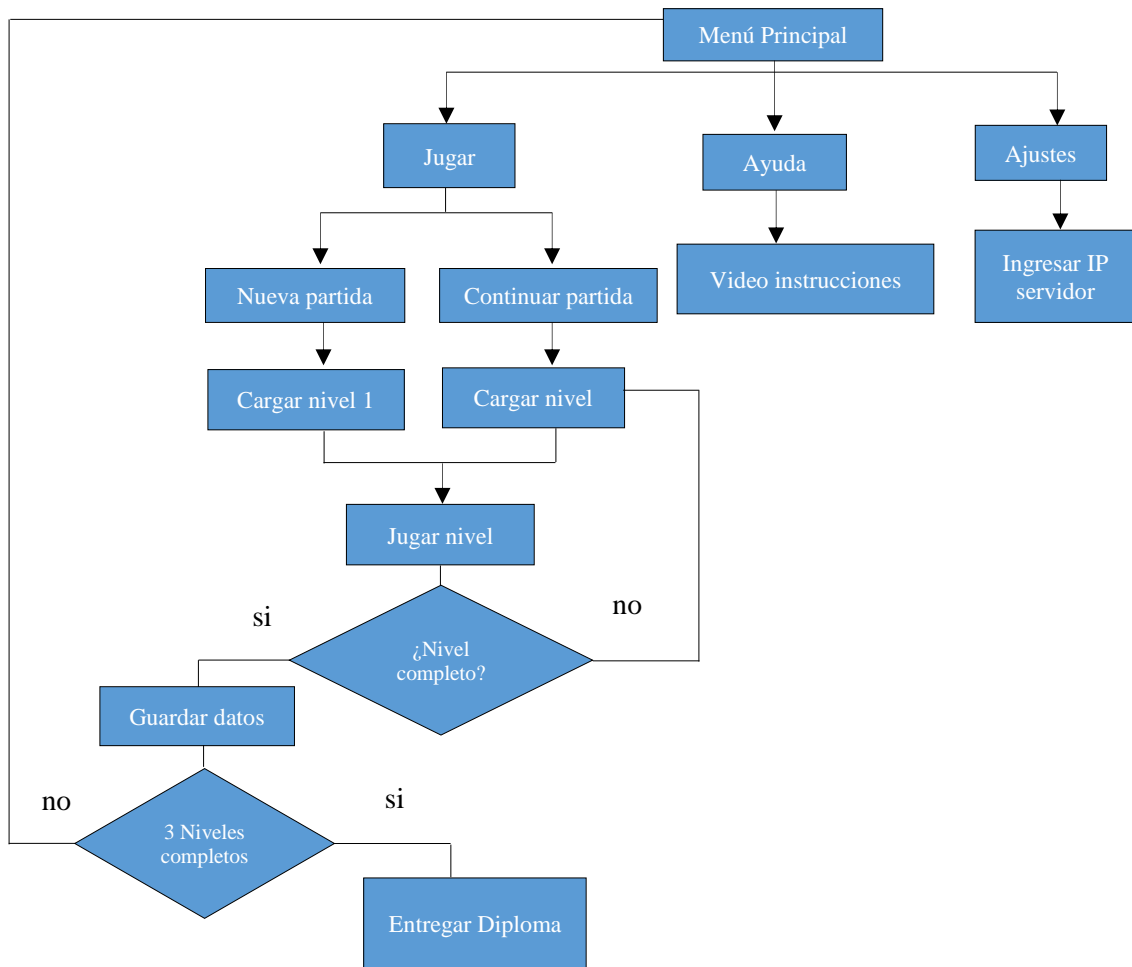 Menú Principal
Jugar
Ayuda
Ajustes
Nueva partida
Continuar partida
Video instrucciones
Ingresar IP
servidor
Cargar nivel 1
Cargar nivel
Jugar nivel
si
no
¿Nivel
completo?
Guardar datos
no
si
3 Niveles
completos
Entregar Diploma